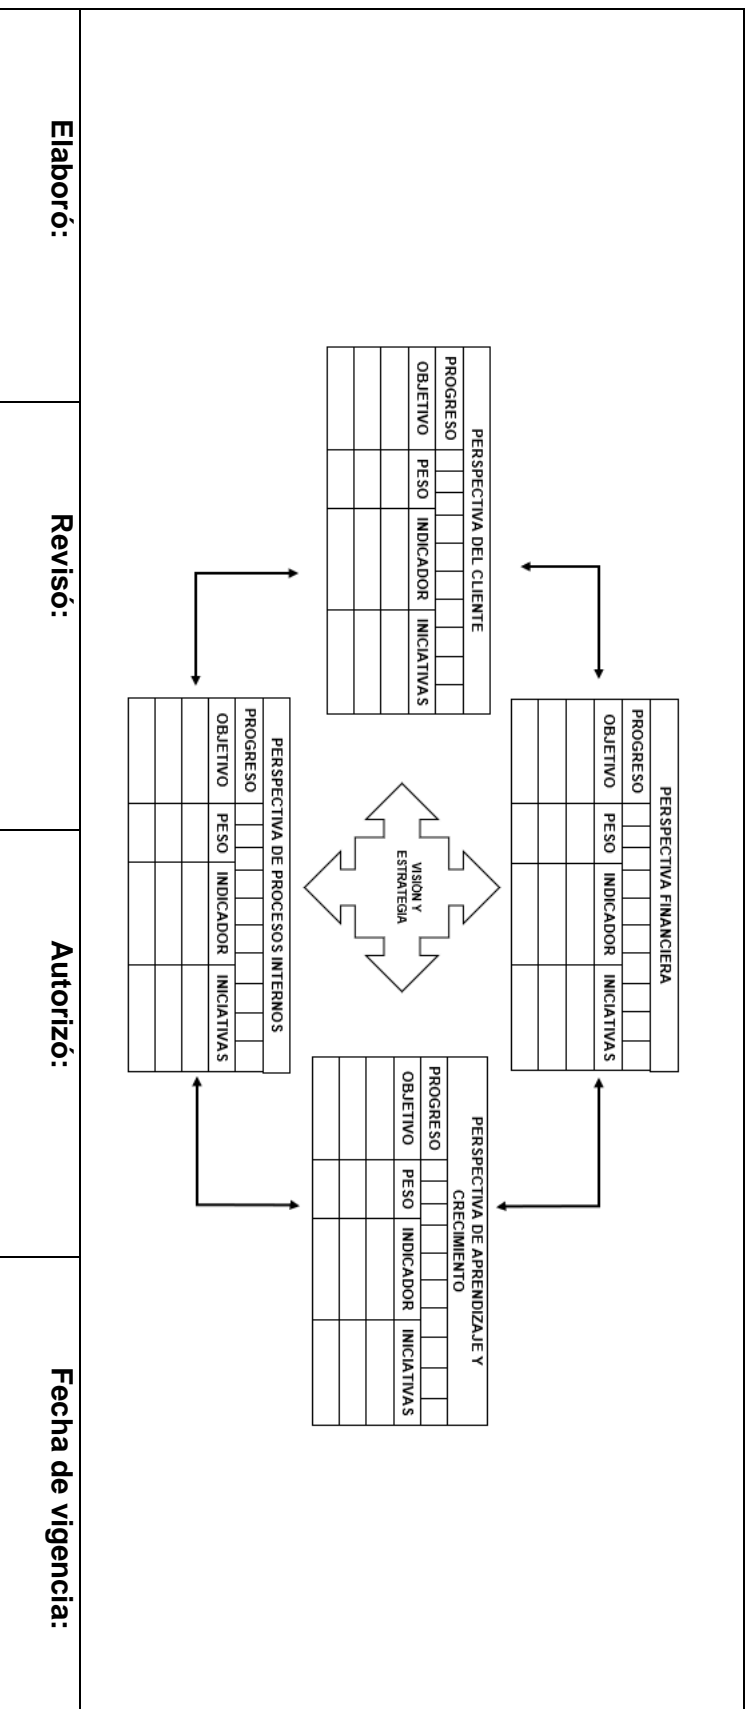 PERSPECTIVA FINANCIERA
PROGRESO
OBJETIVO PESO INDICADOR INICIATIVAS
PERSPECTIVA DEL CLIENTE
PROGRESO
OBJETIVO PESO INDICADOR INICIATIVAS
VISIÓN Y
ESTRATEGIA
PERSPECTIVA DE APRENDIZAJE Y
CRECIMIENTO
PROGRESO
OBJETIVO PESO INDICADOR INICIATIVAS
PERSPECTIVA DE PROCESOS INTERNOS
PROGRESO
OBJETIVO PESO INDICADOR INICIATIVAS
Elaboró: Revisó: Autorizó: Fecha de vigencia: